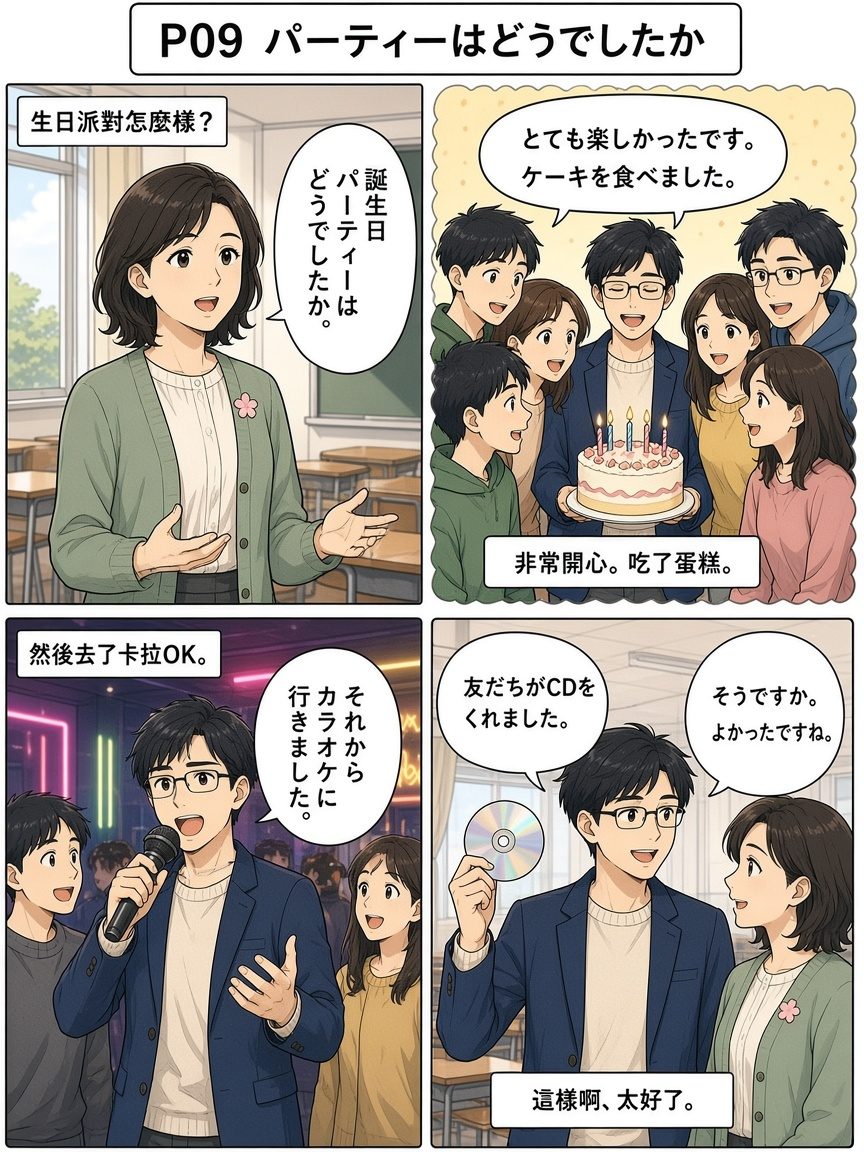 P09 パーティーはどうでしたか
生日派對怎麼樣？
誕生日
パーティーは
どうでしたか。
とても楽しかったです。
ケーキを食べました。
非常開心。吃了蛋糕。
然後去了卡拉OK。
それから
カラオケに
行きました。
友だちがCDを
くれました。
そうですか。
よかったですね。
這樣啊、太好了。